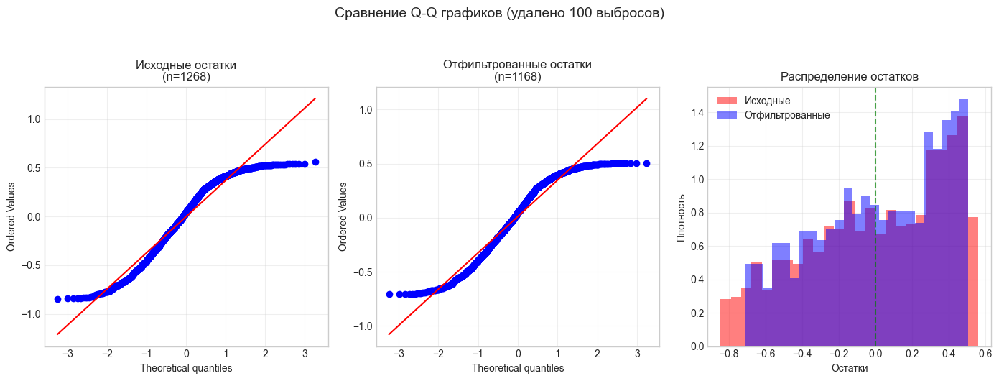 Сравнение Q-Q графиков (удалено 100 выбросов)
Исходные остатки
(n=1268)
Ordered Values
1.0
0.5
0.0
−0.5
−1.0
−3 −2 −1 0 1 2 3
Theoretical quantiles
Отфильтрованные остатки
(n=1168)
Ordered Values
1.0
0.5
0.0
−0.5
−1.0
−3 −2 −1 0 1 2 3
Theoretical quantiles
Распределение остатков
Исходные
Отфильтрованные
Плотность
1.4
1.2
1.0
0.8
0.6
0.4
0.2
0.0
−0.8 −0.6 −0.4 −0.2 0.0 0.2 0.4 0.6
Остатки